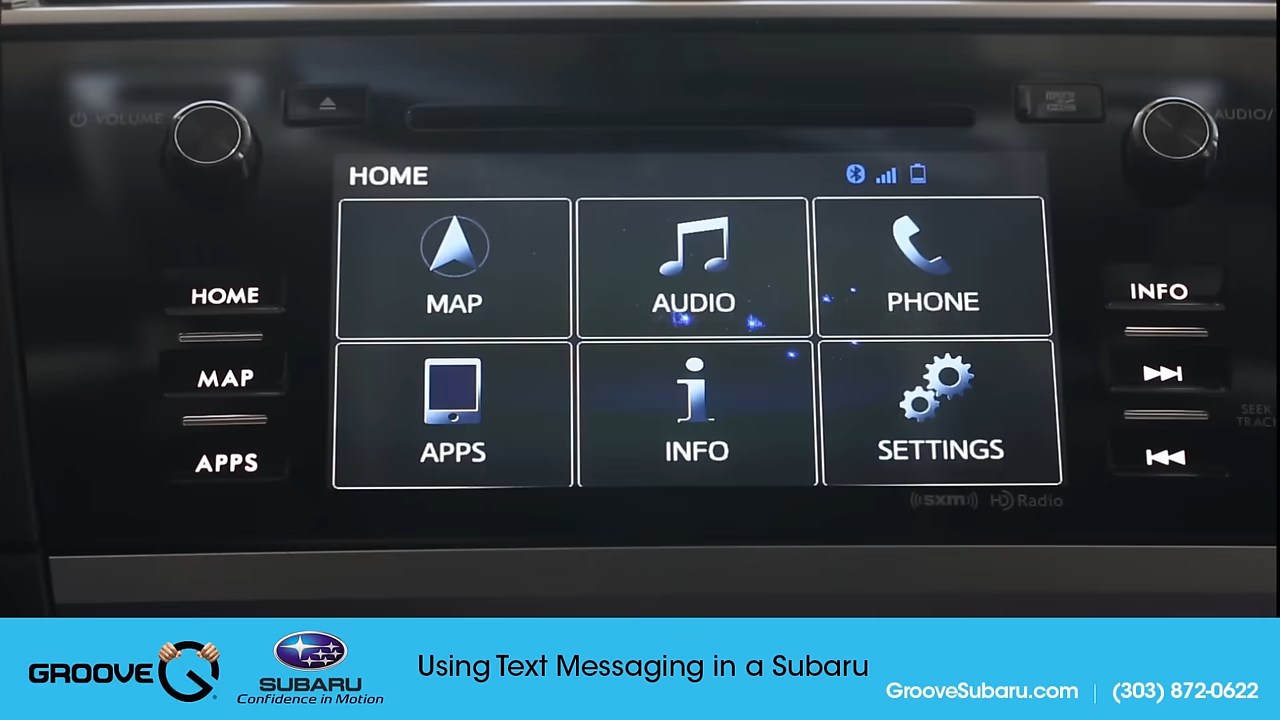 VOLUME
AUDIO/
HOME
MAP
AUDIO
PHONE
APPS
INFO
SETTINGS
HOME
MAP
APPS
INFO
SEEK
TRACK
((sxm)) HD Radio
GROOVE
SUBARU
Confidence in Motion
Using Text Messaging in a Subaru
GrooveSubaru.com | (303) 872-0622